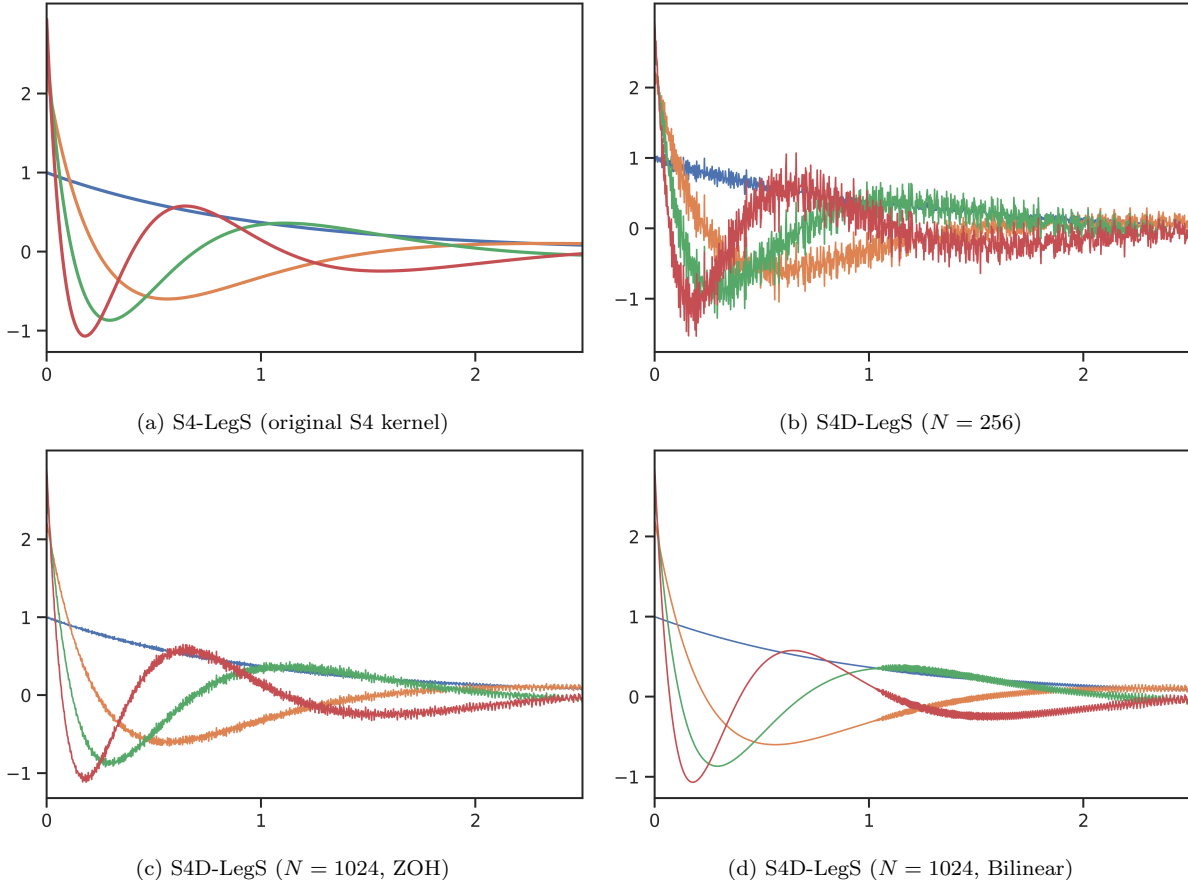 2
1
0
−1
0 1 2
(a) S4-LegS (original S4 kernel)
2
1
0
−1
0 1 2
(b) S4D-LegS (N = 256)
2
1
0
−1
0 1 2
(c) S4D-LegS (N = 1024, ZOH)
2
1
0
−1
0 1 2
(d) S4D-LegS (N = 1024, Bilinear)